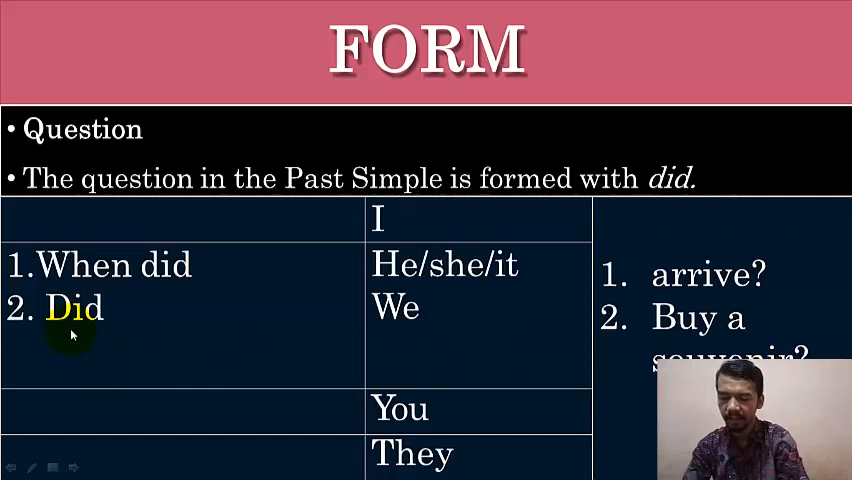 FORM
• Question
• The question in the Past Simple is formed with did.
I
1.When did
2. Did
He/she/it
We
1. arrive?
2. Buy a
souvenir?
You
They